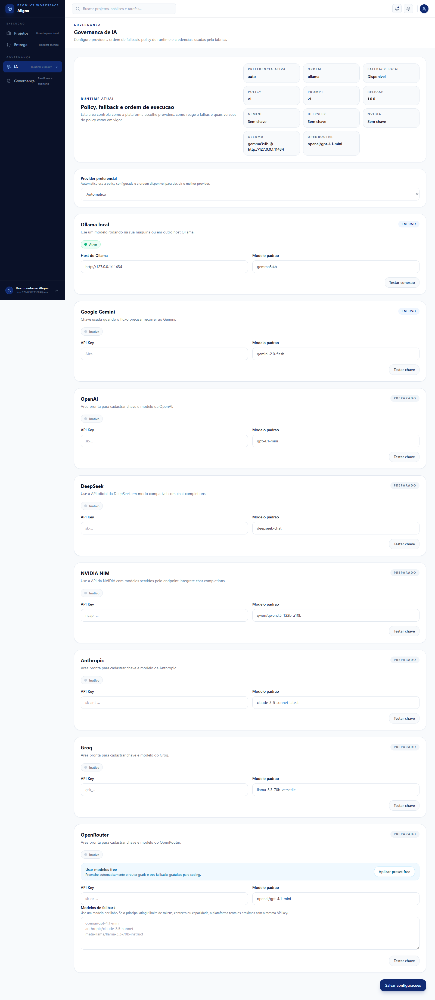 PRODUCT WORKSPACE
Aligna
Buscar projetos, análises e tarefas...
EXECUÇÃO
Projetos
Board operacional
Entrega
Handoff técnico
GOVERNANÇA
IA
Runtime e policy
Governança
Readiness e
auditoria
Documentacao Aligna
docs.1774297213889@exa...
GOVERNANCA
Governanca de IA
Configure providers, ordem de fallback, policy de runtime e credenciais usadas pela fabrica.
RUNTIME ATUAL
Policy, fallback e ordem de execucao
Esta area controla como a plataforma escolhe providers, como reage a falhas e quais versoes
de policy estao em vigor.
PREFERENCIA ATIVA
auto
ORDEM
ollama
FALLBACK LOCAL
Disponivel
POLICY
v1
PROMPT
v1
RELEASE
1.0.0
GEMINI
Sem chave
DEEPSEEK
Sem chave
NVIDIA
Sem chave
OLLAMA
gemma3:4b @
http://127.0.0.1:11434
OPENROUTER
openai/gpt-4.1-mini
Provider preferencial
Automatico usa a policy configurada e a ordem disponivel para decidir o melhor provider.
Automatico
Ollama local
EM USO
Use um modelo rodando na sua maquina ou em outro host Ollama.
Ativo
Host do Ollama
Modelo padrao
http://127.0.0.1:11434
gemma3:4b
Testar conexao
Google Gemini
EM USO
Chave usada quando o fluxo precisar recorrer ao Gemini.
Inativo
API Key
Modelo padrao
AIza...
gemini-2.0-flash
Testar chave
OpenAI
PREPARADO
Area pronta para cadastrar chave e modelo da OpenAI.
Inativo
API Key
Modelo padrao
sk-...
gpt-4.1-mini
Testar chave
DeepSeek
PREPARADO
Use a API oficial da DeepSeek em modo compativel com chat completions.
Inativo
API Key
Modelo padrao
sk-...
deepseek-chat
Testar chave
NVIDIA NIM
PREPARADO
Use a API da NVIDIA com modelos servidos pelo endpoint integrate chat completions.
Inativo
API Key
Modelo padrao
nvapi-...
qwen/qwen3.5-122b-a10b
Testar chave
Anthropic
PREPARADO
Area pronta para cadastrar chave e modelo da Anthropic.
Inativo
API Key
Modelo padrao
sk-ant-...
claude-3-5-sonnet-latest
Testar chave
Groq
PREPARADO
Area pronta para cadastrar chave e modelo do Groq.
Inativo
API Key
Modelo padrao
gsk_...
llama-3.3-70b-versatile
Testar chave
OpenRouter
PREPARADO
Area pronta para cadastrar chave e modelo do OpenRouter.
Inativo
Usar modelos free
Preenche automaticamente o router gratis e tres fallbacks gratuitos para coding.
Aplicar preset free
API Key
Modelo padrao
sk-or-...
openai/gpt-4.1-mini
Modelos de fallback
Use um modelo por linha. Se o principal atingir limite de tokens, contexto ou capacidade, a plataforma tenta os proximos com a mesma API key.
openai/gpt-4.1-mini
anthropic/claude-3.5-sonnet
meta-llama/llama-3.3-70b-instruct
Testar chave
Salvar configuracoes